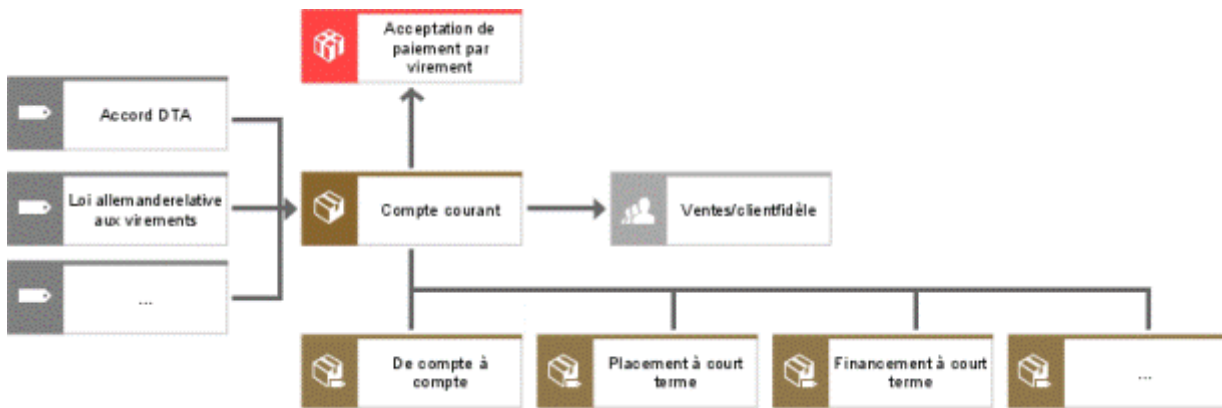 Acceptation de
paiement par
virement
Accord DTA
Loi allemanderelative
aux virements
Compte courant
Ventes/clientfidèle
...
De compte à
compte
Placement à court
terme
Financement à court
terme
...